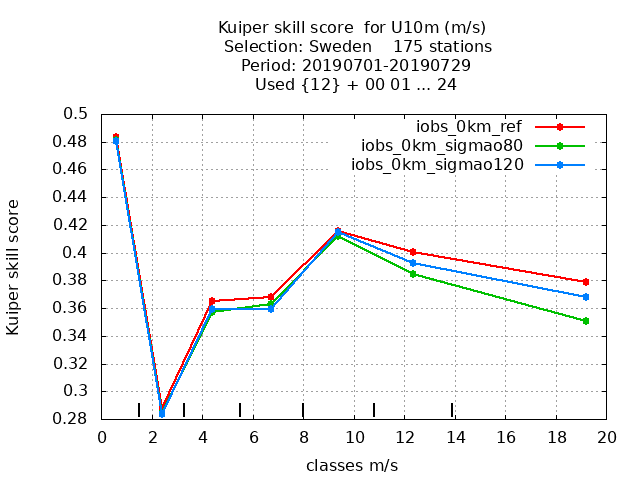 Kuiper skill score  for U10m (m/s)
Selection: Sweden    175 stations
Period: 20190701-20190729
Used {12} + 00 01 ... 24
iobs_0km_ref
iobs_0km_sigmao80
iobs_0km_sigmao120
Kuiper skill score
0.5
0.48
0.46
0.44
0.42
0.4
0.38
0.36
0.34
0.32
0.3
0.28
0 2 4 6 8 10 12 14 16 18 20
classes m/s